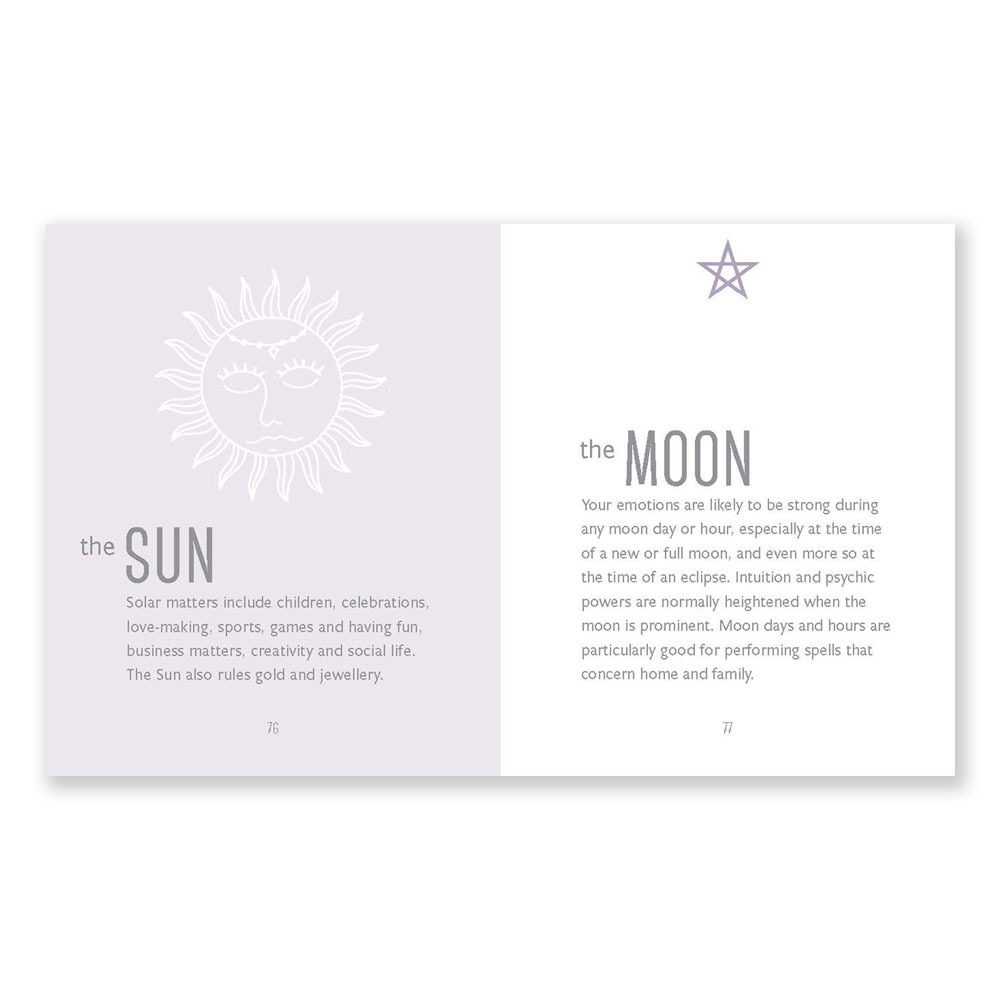 the SUN
Solar matters include children, celebrations,
love-making, sports, games and having fun,
business matters, creativity and social life.
The Sun also rules gold and jewellery.
76
the MOON
Your emotions are likely to be strong during
any moon day or hour, especially at the time
of a new or full moon, and even more so at
the time of an eclipse. Intuition and psychic
powers are normally heightened when the
moon is prominent. Moon days and hours are
particularly good for performing spells that
concern home and family.
77